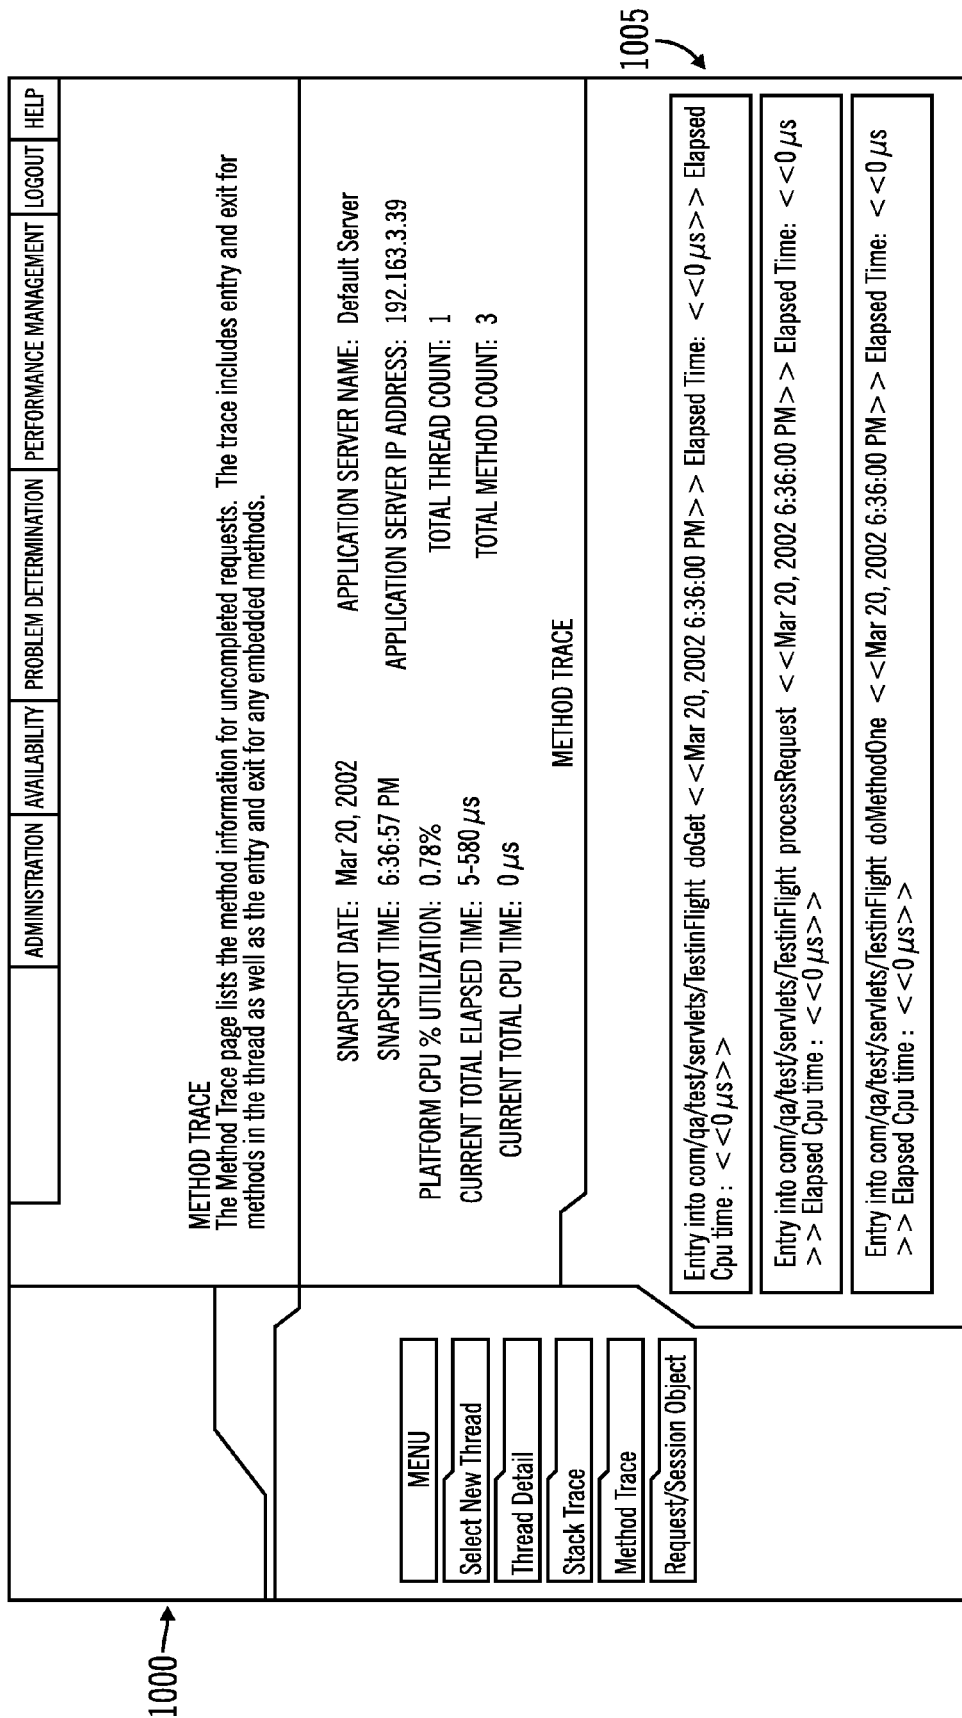 1000
1005
ADMINISTRATION AVAILABILITY PROBLEM DETERMINATION PERFORMANCE MANAGEMENT LOGOUT HELP
METHOD TRACE
The Method Trace page lists the method information for uncompleted requests. The trace includes entry and exit for
methods in the thread as well as the entry and exit for any embedded methods.
SNAPSHOT DATE: Mar 20, 2002 APPLICATION SERVER NAME: Default Server
SNAPSHOT TIME: 6:36:57 PM APPLICATION SERVER IP ADDRESS: 192.163.3.39
PLATFORM CPU % UTILIZATION: 0.78% TOTAL THREAD COUNT: 1
CURRENT TOTAL ELAPSED TIME: 5-580 μs TOTAL METHOD COUNT: 3
CURRENT TOTAL CPU TIME: 0 μs
METHOD TRACE
MENU
Select New Thread
Thread Detail
Stack Trace
Method Trace
Request/Session Object
Entry into com/qa/test/servlets/TestinFlight doGet <<Mar 20, 2002 6:36:00 PM>> Elapsed Time: <<0 μs>> Elapsed
Cpu time : <<0 μs>>
Entry into com/qa/test/servlets/TestinFlight processRequest <<Mar 20, 2002 6:36:00 PM>> Elapsed Time: <<0 μs
>> Elapsed Cpu time : <<0 μs>>
Entry into com/qa/test/servlets/TestinFlight doMethodOne <<Mar 20, 2002 6:36:00 PM>> Elapsed Time: <<0 μs
>> Elapsed Cpu time : <<0 μs>>